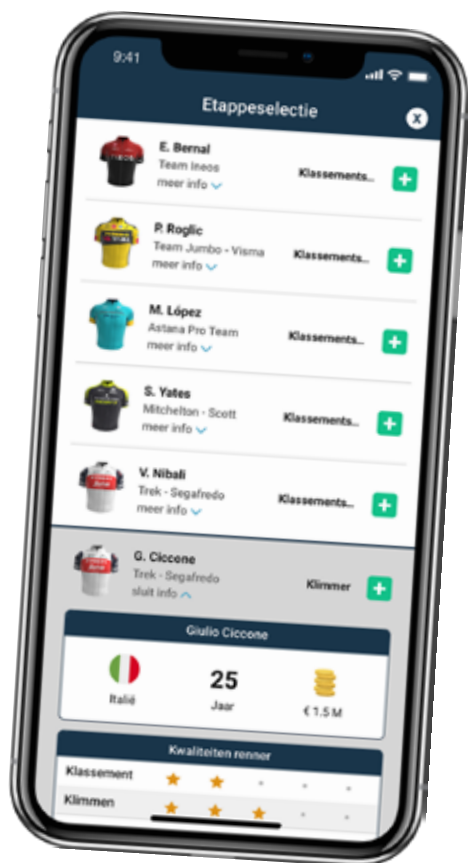 9:41
Etappeselectie
X
E. Bernal
Team Ineos
Klassements...
meer info
P. Roglic
Team Jumbo - Visma
Klassements...
meer info
M. López
Astana Pro Team
Klassements...
meer info
S. Yates
Mitchelton - Scott
Klassements...
meer info
V. Nibali
Trek - Segafredo
Klassements...
meer info
G. Ciccone
Trek - Segafredo
Klimmer
sluit info
Giulio Ciccone
25
Italië
Jaar
€ 1.5 M
Kwaliteiten renner
Klassement
Klimmen